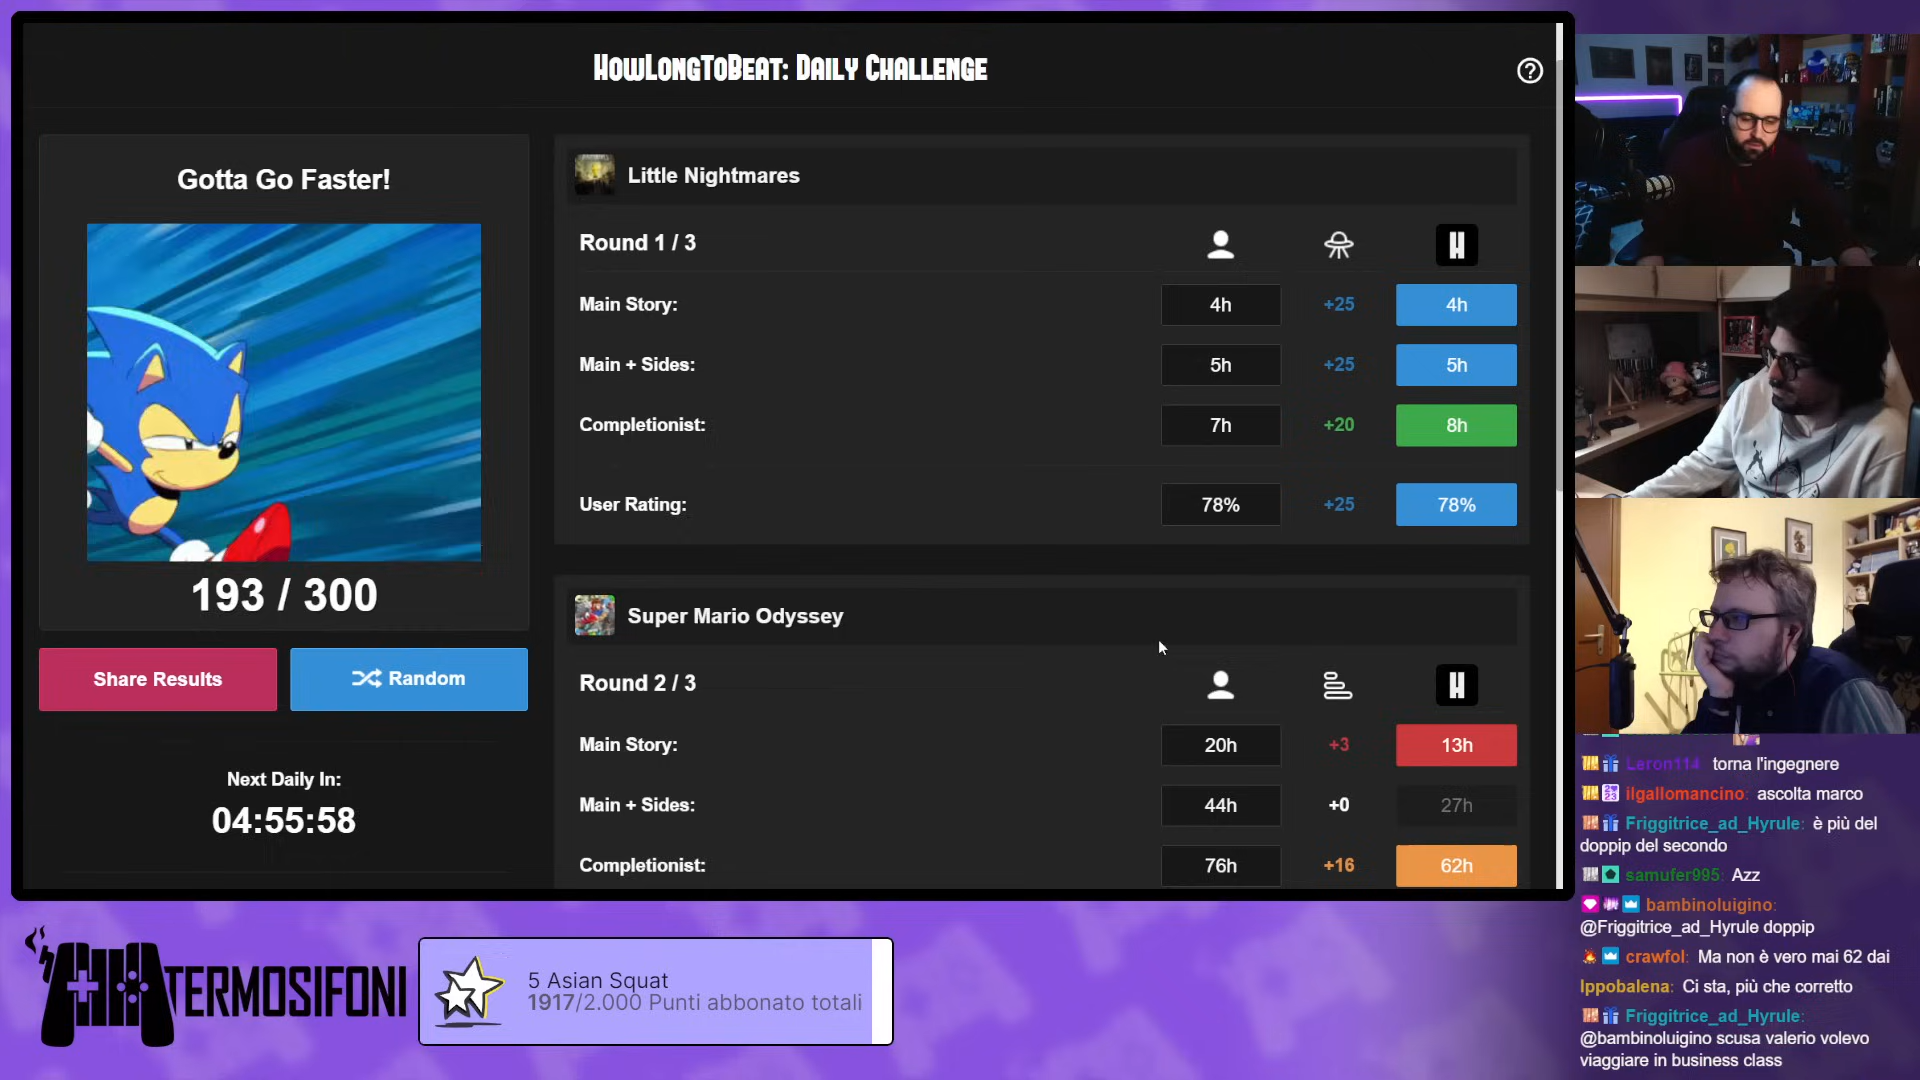 HowLongToBeat: Daily Challenge
Gotta Go Faster!
193 / 300
Share Results
Random
Next Daily In:
04:55:58
Little Nightmares
Round 1 / 3
Main Story: 4h +25 4h
Main + Sides: 5h +25 5h
Completionist: 7h +20 8h
User Rating: 78% +25 78%
Super Mario Odyssey
Round 2 / 3
Main Story: 20h +3 13h
Main + Sides: 44h +0 27h
Completionist: 76h +16 62h
TERMOSIFONI
5 Asian Squat
1917/2.000 Punti abbonato totali
Leron114 torna l'ingegnere
ilgallomancino: ascolta marco
Friggitrice_ad_Hyrule: è più del
doppip del secondo
samufer995: Azz
bambinoluigino:
@Friggitrice_ad_Hyrule doppip
crawfol: Ma non è vero mai 62 dai
Ippobalena: Ci sta, più che corretto
Friggitrice_ad_Hyrule:
@bambinoluigino scusa valerio volevo
viaggiare in business class